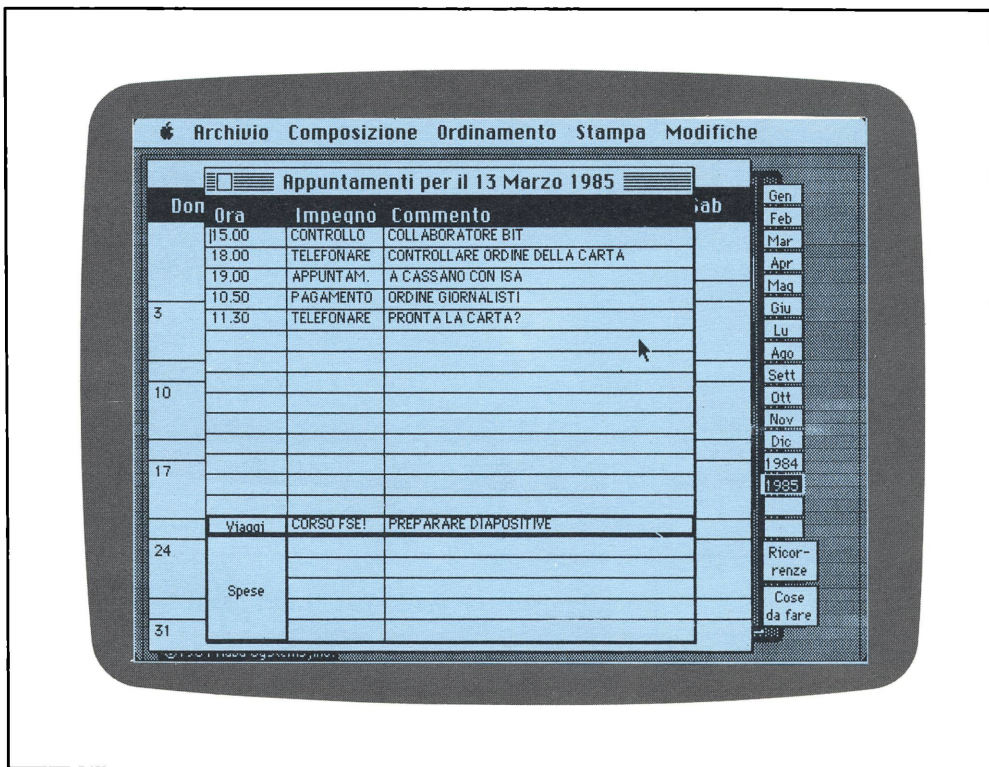 Archivio Composizione Ordinamento Stampa Modifiche
Appuntamenti per il 13 Marzo 1985
Don
Sab
Ora Impegno Commento
15.00 CONTROLLO COLLABORATORE BIT
18.00 TELEFONARE CONTROLLARE ORDINE DELLA CARTA
19.00 APPUNTAM. A CASSANO CON ISA
10.50 PAGAMENTO ORDINE GIORNALISTI
11.30 TELEFONARE PRONTA LA CARTA?
Viaggi CORSO FSE! PREPARARE DIAPOSITIVE
Spese
3
10
17
24
31
Gen
Feb
Mar
Apr
Mag
Giu
Lu
Ago
Sett
Ott
Nov
Dic
1984
1985
Ricor-
renze
Cose
da fare